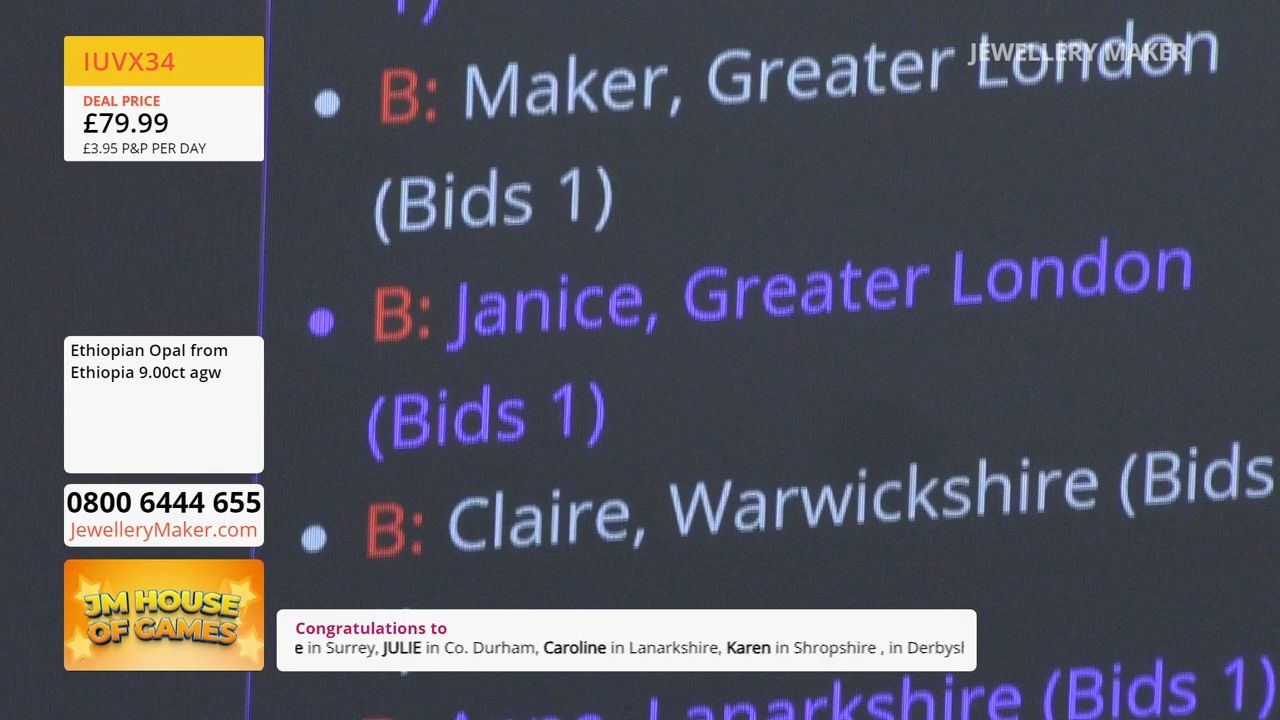 1)
IUVX34
DEAL PRICE
£79.99
£3.95 P&P PER DAY
JEWELLERY MAKER
B: Maker, Greater London
(Bids 1)
B: Janice, Greater London
(Bids 1)
B: Claire, Warwickshire (Bids
Ethiopian Opal from
Ethiopia 9.00ct agw
0800 6444 655
JewelleryMaker.com
JM HOUSE
OF GAMES
Congratulations to
e in Surrey, JULIE in Co. Durham, Caroline in Lanarkshire, Karen in Shropshire , in Derbysh
Lanarkshire (Bids 1)